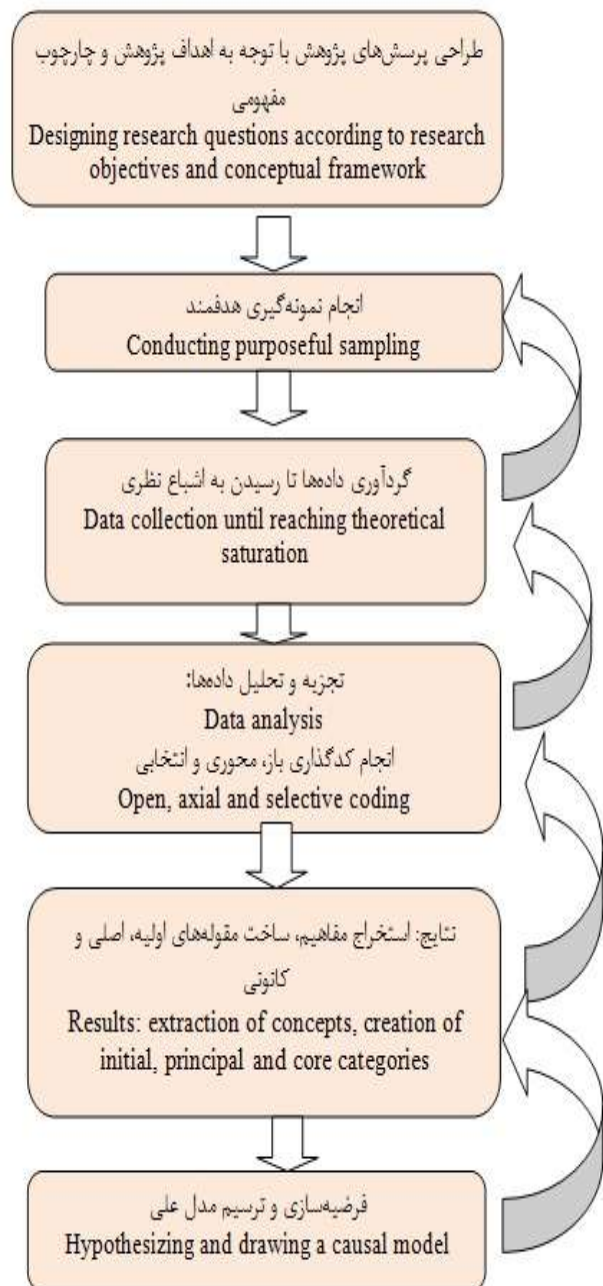 طراحی پرسش‌های پژوهش با توجه به اهداف پژوهش و چارچوب
مفهومی
Designing research questions according to research
objectives and conceptual framework
انجام نمونه‌گیری هدفمند
Conducting purposeful sampling
گردآوری داده‌ها تا رسیدن به اشباع نظری
Data collection until reaching theoretical
saturation
تجزیه و تحلیل داده‌ها:
Data analysis
انجام کدگذاری باز، محوری و انتخابی
Open, axial and selective coding
نتایج: استخراج مفاهیم، ساخت مقوله‌های اولیه، اصلی و
کانونی
Results: extraction of concepts, creation of
initial, principal and core categories
فرضیه‌سازی و ترسیم مدل علی
Hypothesizing and drawing a causal model